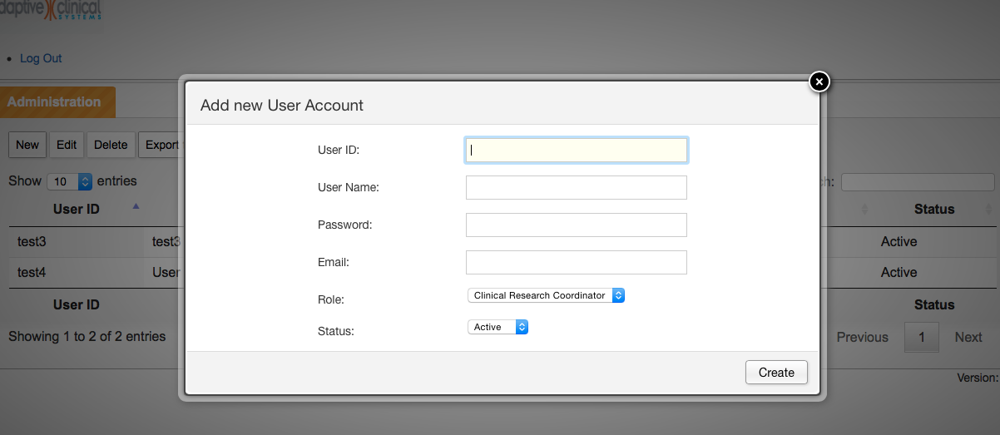 daptive clinical
SYSTEMS
• Log Out
Administration
New Edit Delete Export
Show 10 entries
ch:
User ID Status
test3 test3 Active
test4 User Active
User ID Status
Showing 1 to 2 of 2 entries
Previous 1 Next
Version:
Add new User Account
User ID:
User Name:
Password:
Email:
Role: Clinical Research Coordinator
Status: Active
Create